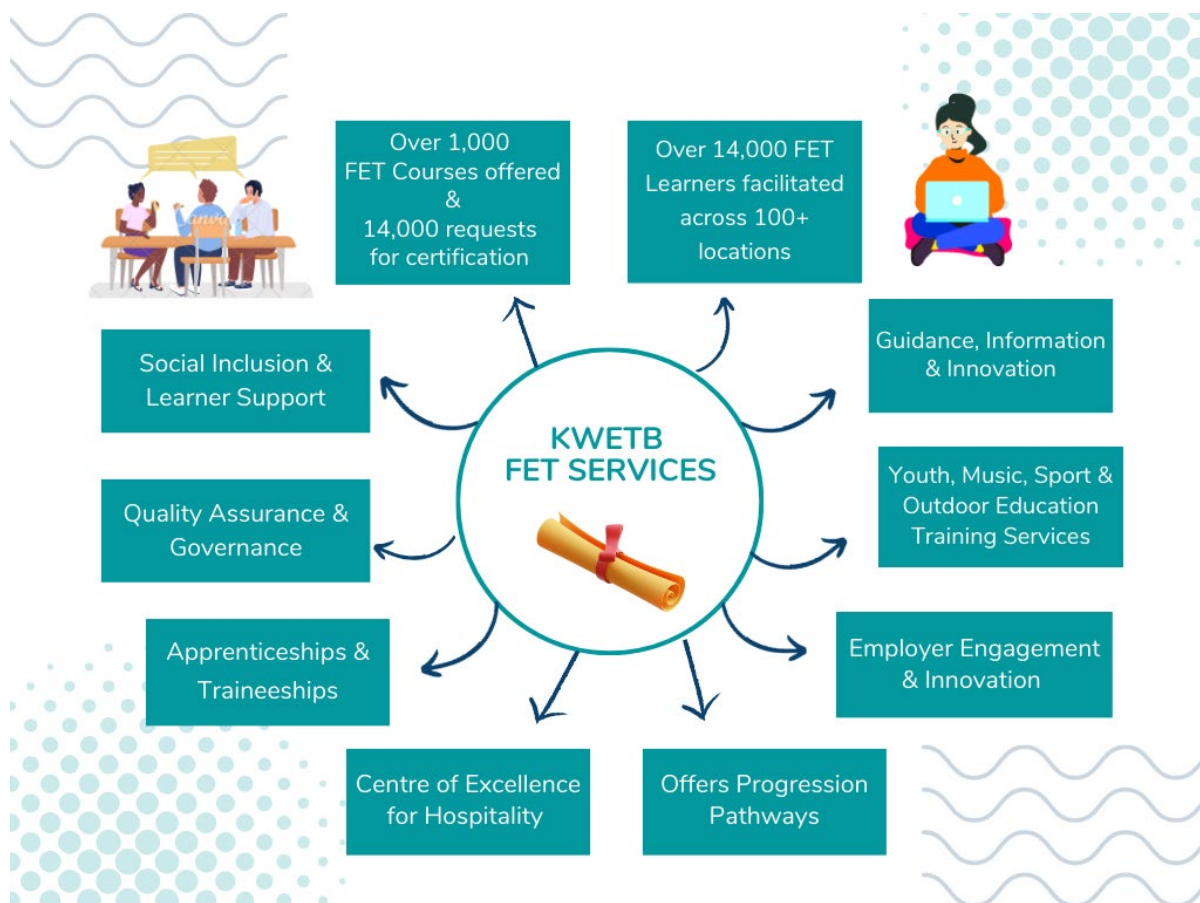 Over 1,000
FET Courses offered
&
14,000 requests
for certification
Over 14,000 FET
Learners facilitated
across 100+
locations
Social Inclusion &
Learner Support
Guidance, Information
& Innovation
KWETB
FET SERVICES
Quality Assurance &
Governance
Youth, Music, Sport &
Outdoor Education
Training Services
Apprenticeships &
Traineeships
Employer Engagement
& Innovation
Centre of Excellence
for Hospitality
Offers Progression
Pathways